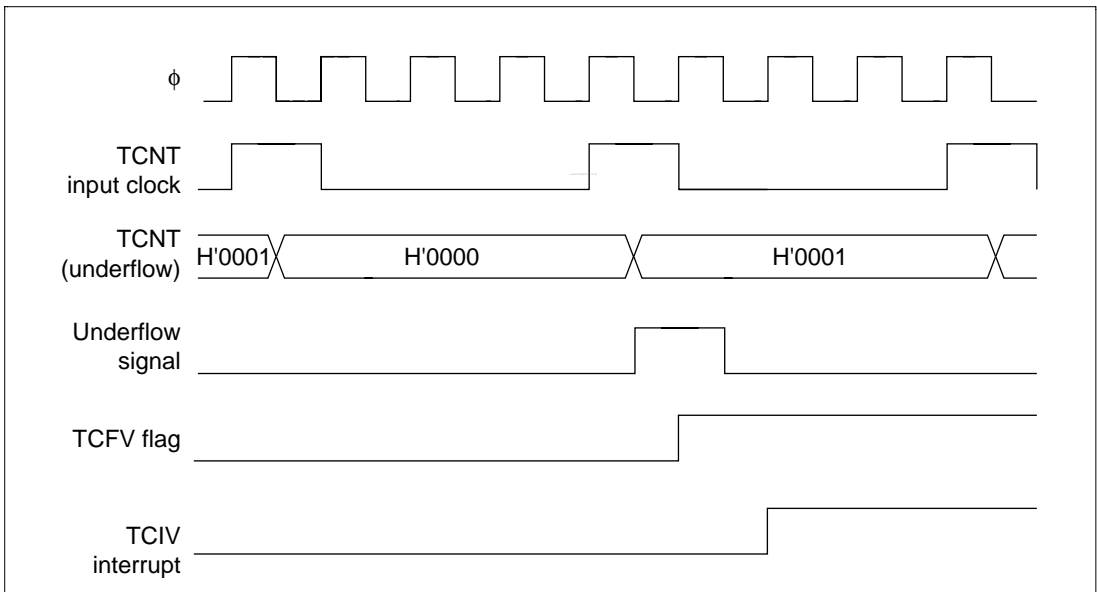 ϕ
TCNT
input clock
TCNT
(underflow)
H'0001
H'0000
H'0001
Underflow
signal
TCFV flag
TCIV
interrupt